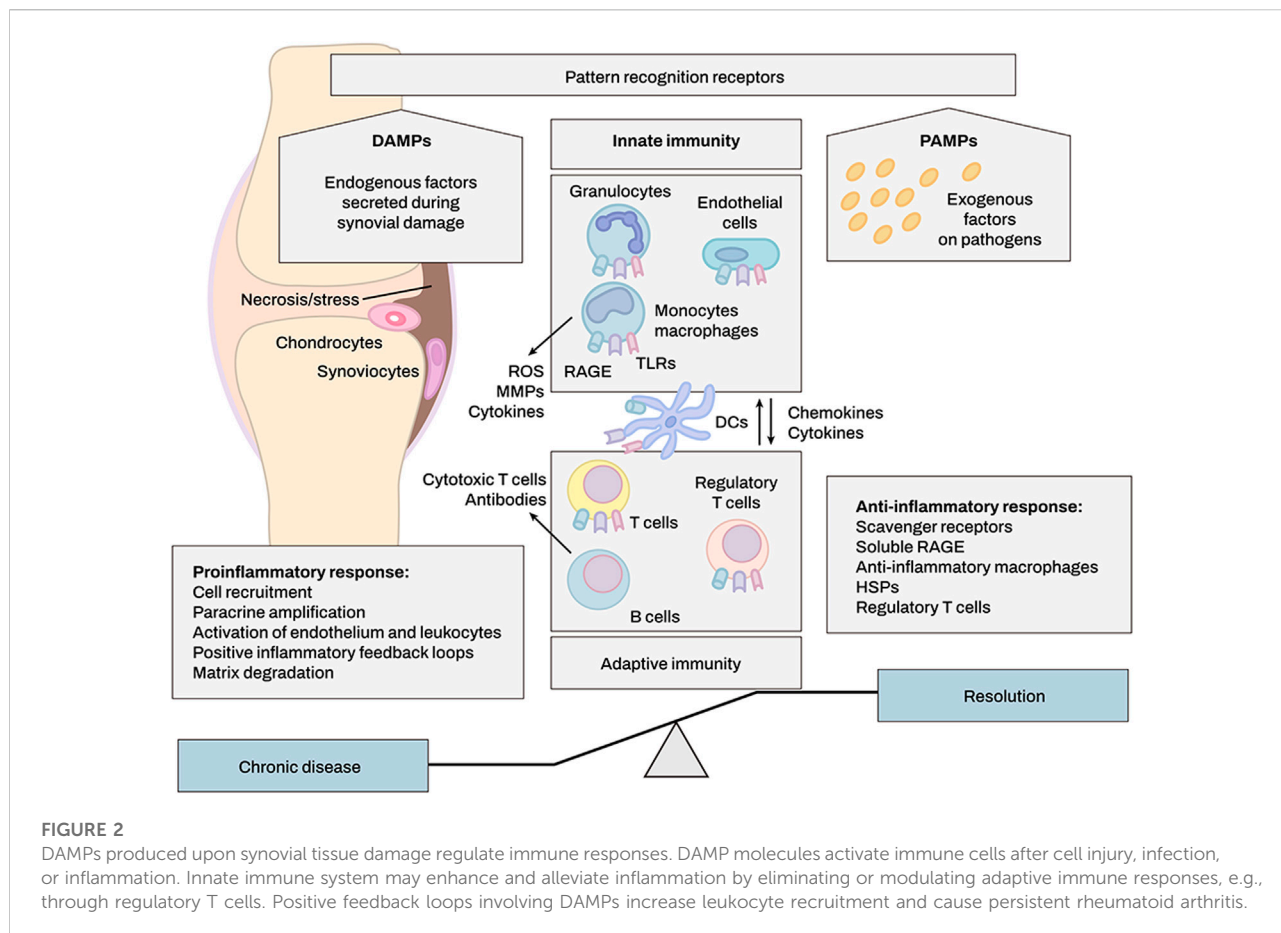 Pattern recognition receptors
DAMPs
Endogenous factors
secreted during
synovial damage
Innate immunity
PAMPs
Exogenous
factors
on pathogens
Granulocytes
Endothelial
cells
Monocytes
macrophages
TLRs
RAGE
Necrosis/stress
Chondrocytes
Synoviocytes
ROS
MMPs
Cytokines
DCs
Chemokines
Cytokines
Cytotoxic T cells
Antibodies
T cells
Regulatory
T cells
B cells
Adaptive immunity
Proinflammatory response:
Cell recruitment
Paracrine amplification
Activation of endothelium and leukocytes
Positive inflammatory feedback loops
Matrix degradation
Anti-inflammatory response:
Scavenger receptors
Soluble RAGE
Anti-inflammatory macrophages
HSPs
Regulatory T cells
Resolution
Chronic disease
FIGURE 2
DAMPs produced upon synovial tissue damage regulate immune responses. DAMP molecules activate immune cells after cell injury, infection,
or inflammation. Innate immune system may enhance and alleviate inflammation by eliminating or modulating adaptive immune responses, e.g.,
through regulatory T cells. Positive feedback loops involving DAMPs increase leukocyte recruitment and cause persistent rheumatoid arthritis.